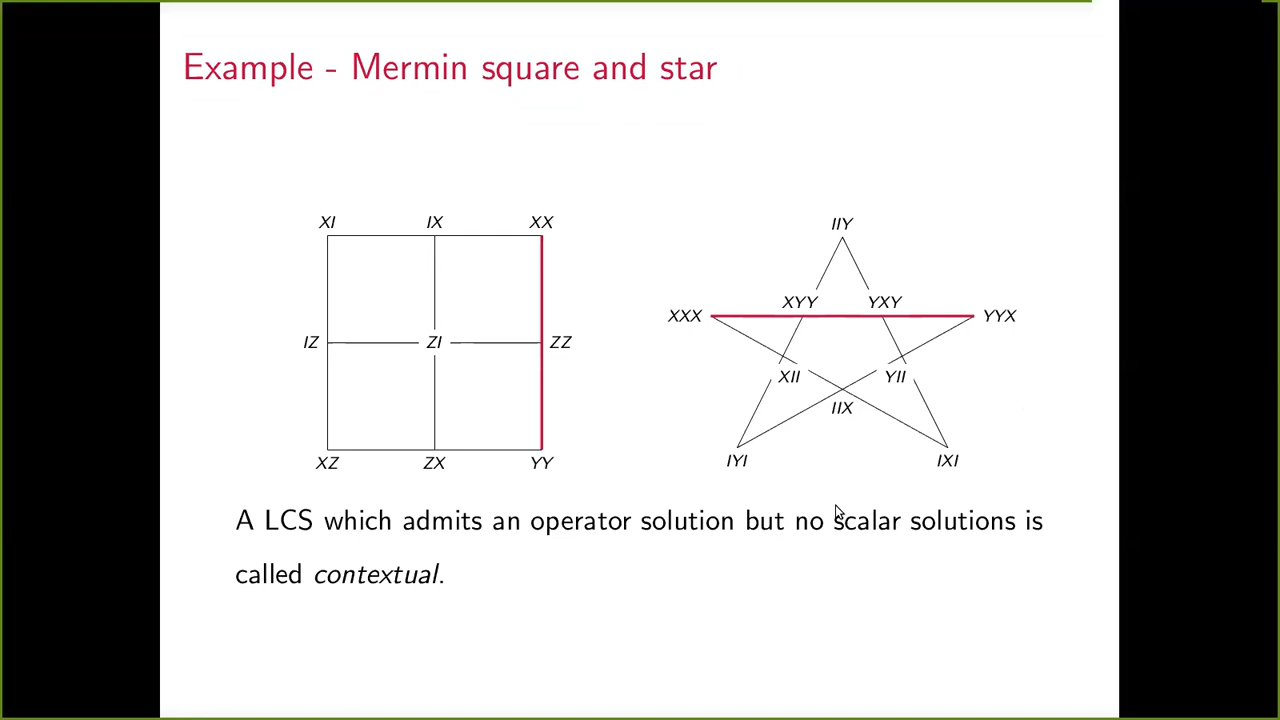 Example - Mermin square and star
XI IX XX
IZ ZI ZZ
XZ ZX YY
IIY
XXX XYY YXY YYX
XII YII
IIX
IYI IXI
A LCS which admits an operator solution but no scalar solutions is
called contextual.